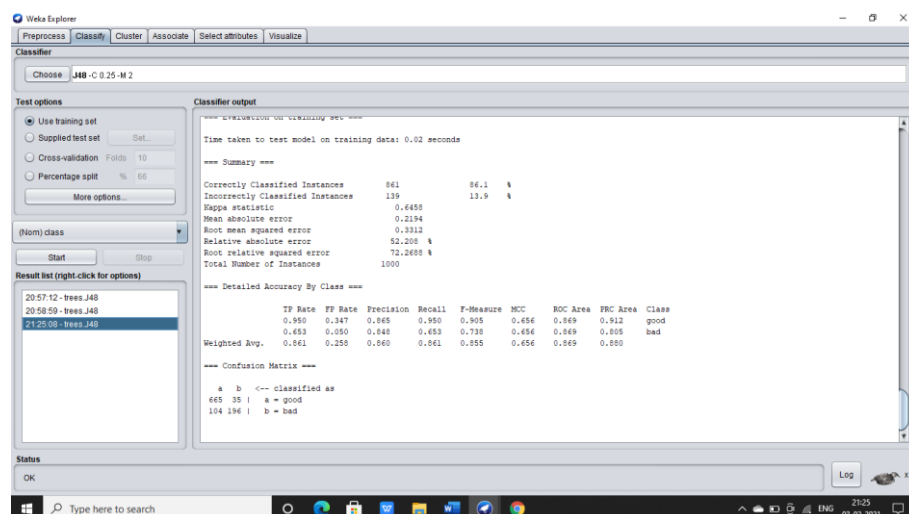 Weka Explorer
Preprocess Classify Cluster Associate Select attributes Visualize
Classifier
Choose J48 -C 0.25 -M 2
Test options
Use training set
Supplied test set Set...
Cross-validation Folds 10
Percentage split % 66
More options...
(Nom) class
Start Stop
Result list (right-click for options)
20:57:12 - trees.J48
20:58:59 - trees.J48
21:25:08 - trees.J48
Classifier output
=== Evaluation on training set ===
Time taken to test model on training data: 0.02 seconds
=== Summary ===
Correctly Classified Instances 861 86.1 %
Incorrectly Classified Instances 139 13.9 %
Kappa statistic 0.6458
Mean absolute error 0.2194
Root mean squared error 0.3312
Relative absolute error 52.208 %
Root relative squared error 72.2688 %
Total Number of Instances 1000
=== Detailed Accuracy By Class ===
TP Rate FP Rate Precision Recall F-Measure MCC ROC Area PRC Area Class
0.950 0.347 0.865 0.950 0.905 0.656 0.869 0.912 good
0.653 0.050 0.848 0.653 0.738 0.656 0.869 0.805 bad
Weighted Avg. 0.861 0.258 0.860 0.861 0.855 0.656 0.869 0.880
=== Confusion Matrix ===
a b <-- classified as
665 35 | a = good
104 196 | b = bad
Status
OK
Log
x
Type here to search
ENG
21:25